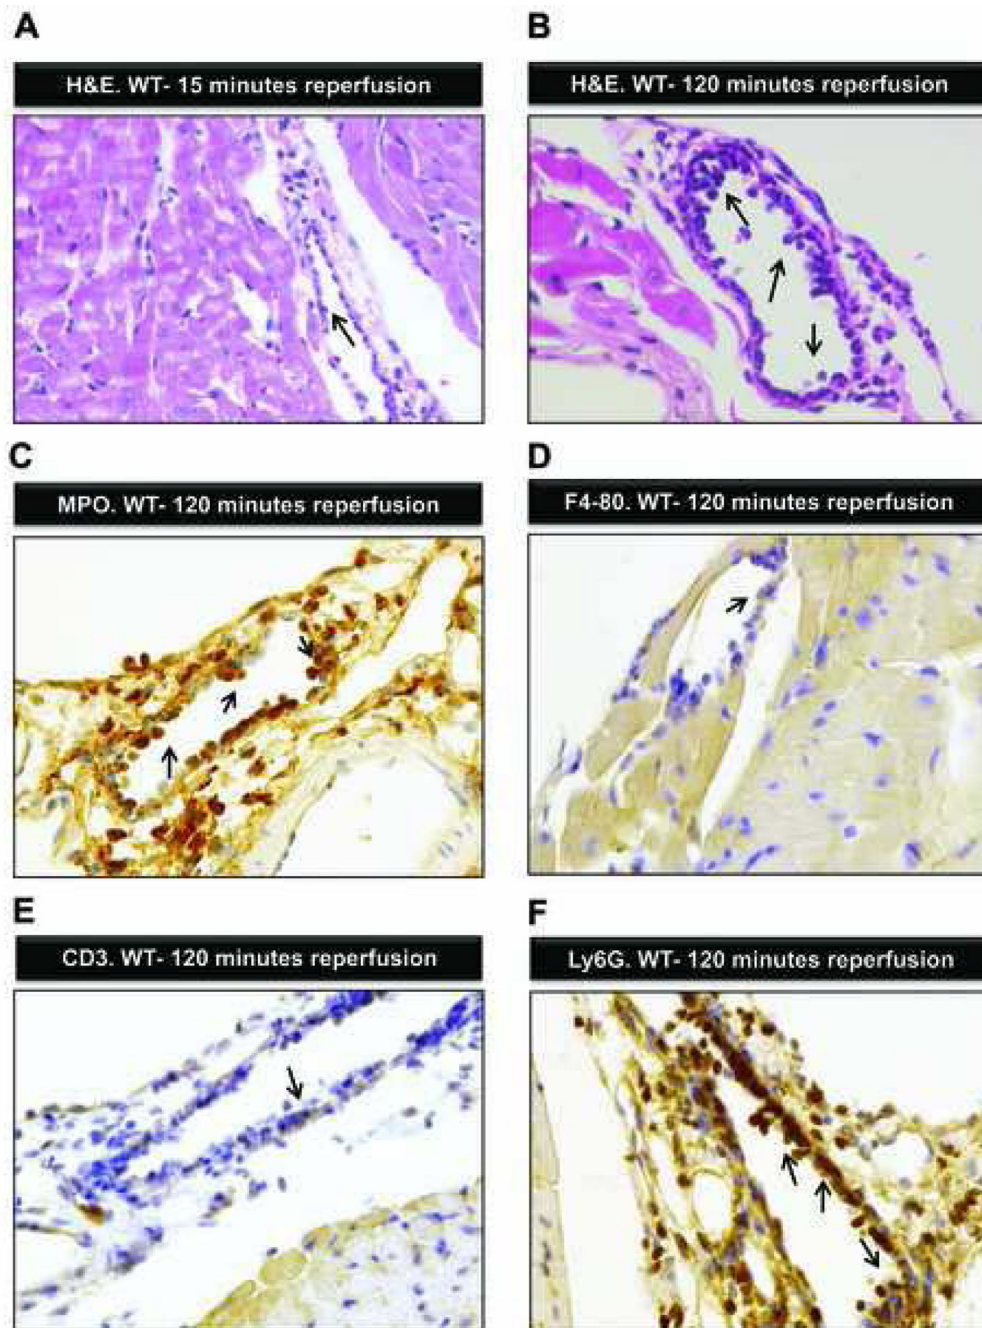 A
B
H&E. WT- 15 minutes reperfusion
H&E. WT- 120 minutes reperfusion
C
D
MPO. WT- 120 minutes reperfusion
F4-80. WT- 120 minutes reperfusion
E
F
CD3. WT- 120 minutes reperfusion
Ly6G. WT- 120 minutes reperfusion